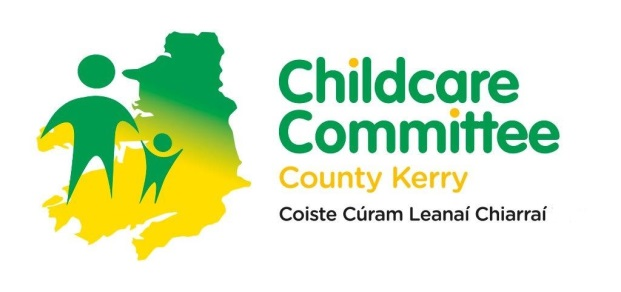 Childcare
Committee
County Kerry
Coiste Cúram Leanaí Chiarraí